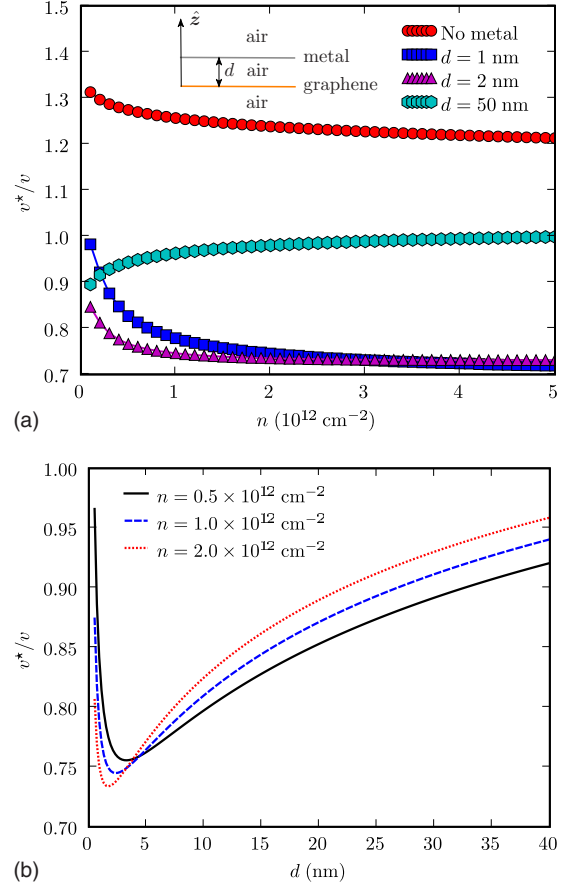 1.5
1.4
1.3
1.2
1.1
1.0
0.9
0.8
0.7
v*/v
ẑ
air
metal
d
air
graphene
air
No metal
d = 1 nm
d = 2 nm
d = 50 nm
1 2 3 4 5
n (10¹² cm⁻²)
(a)
1.00
0.95
0.90
0.85
0.80
0.75
0.70
v*/v
n = 0.5 × 10¹² cm⁻²
n = 1.0 × 10¹² cm⁻²
n = 2.0 × 10¹² cm⁻²
0 5 10 15 20 25 30 35 40
d (nm)
(b)